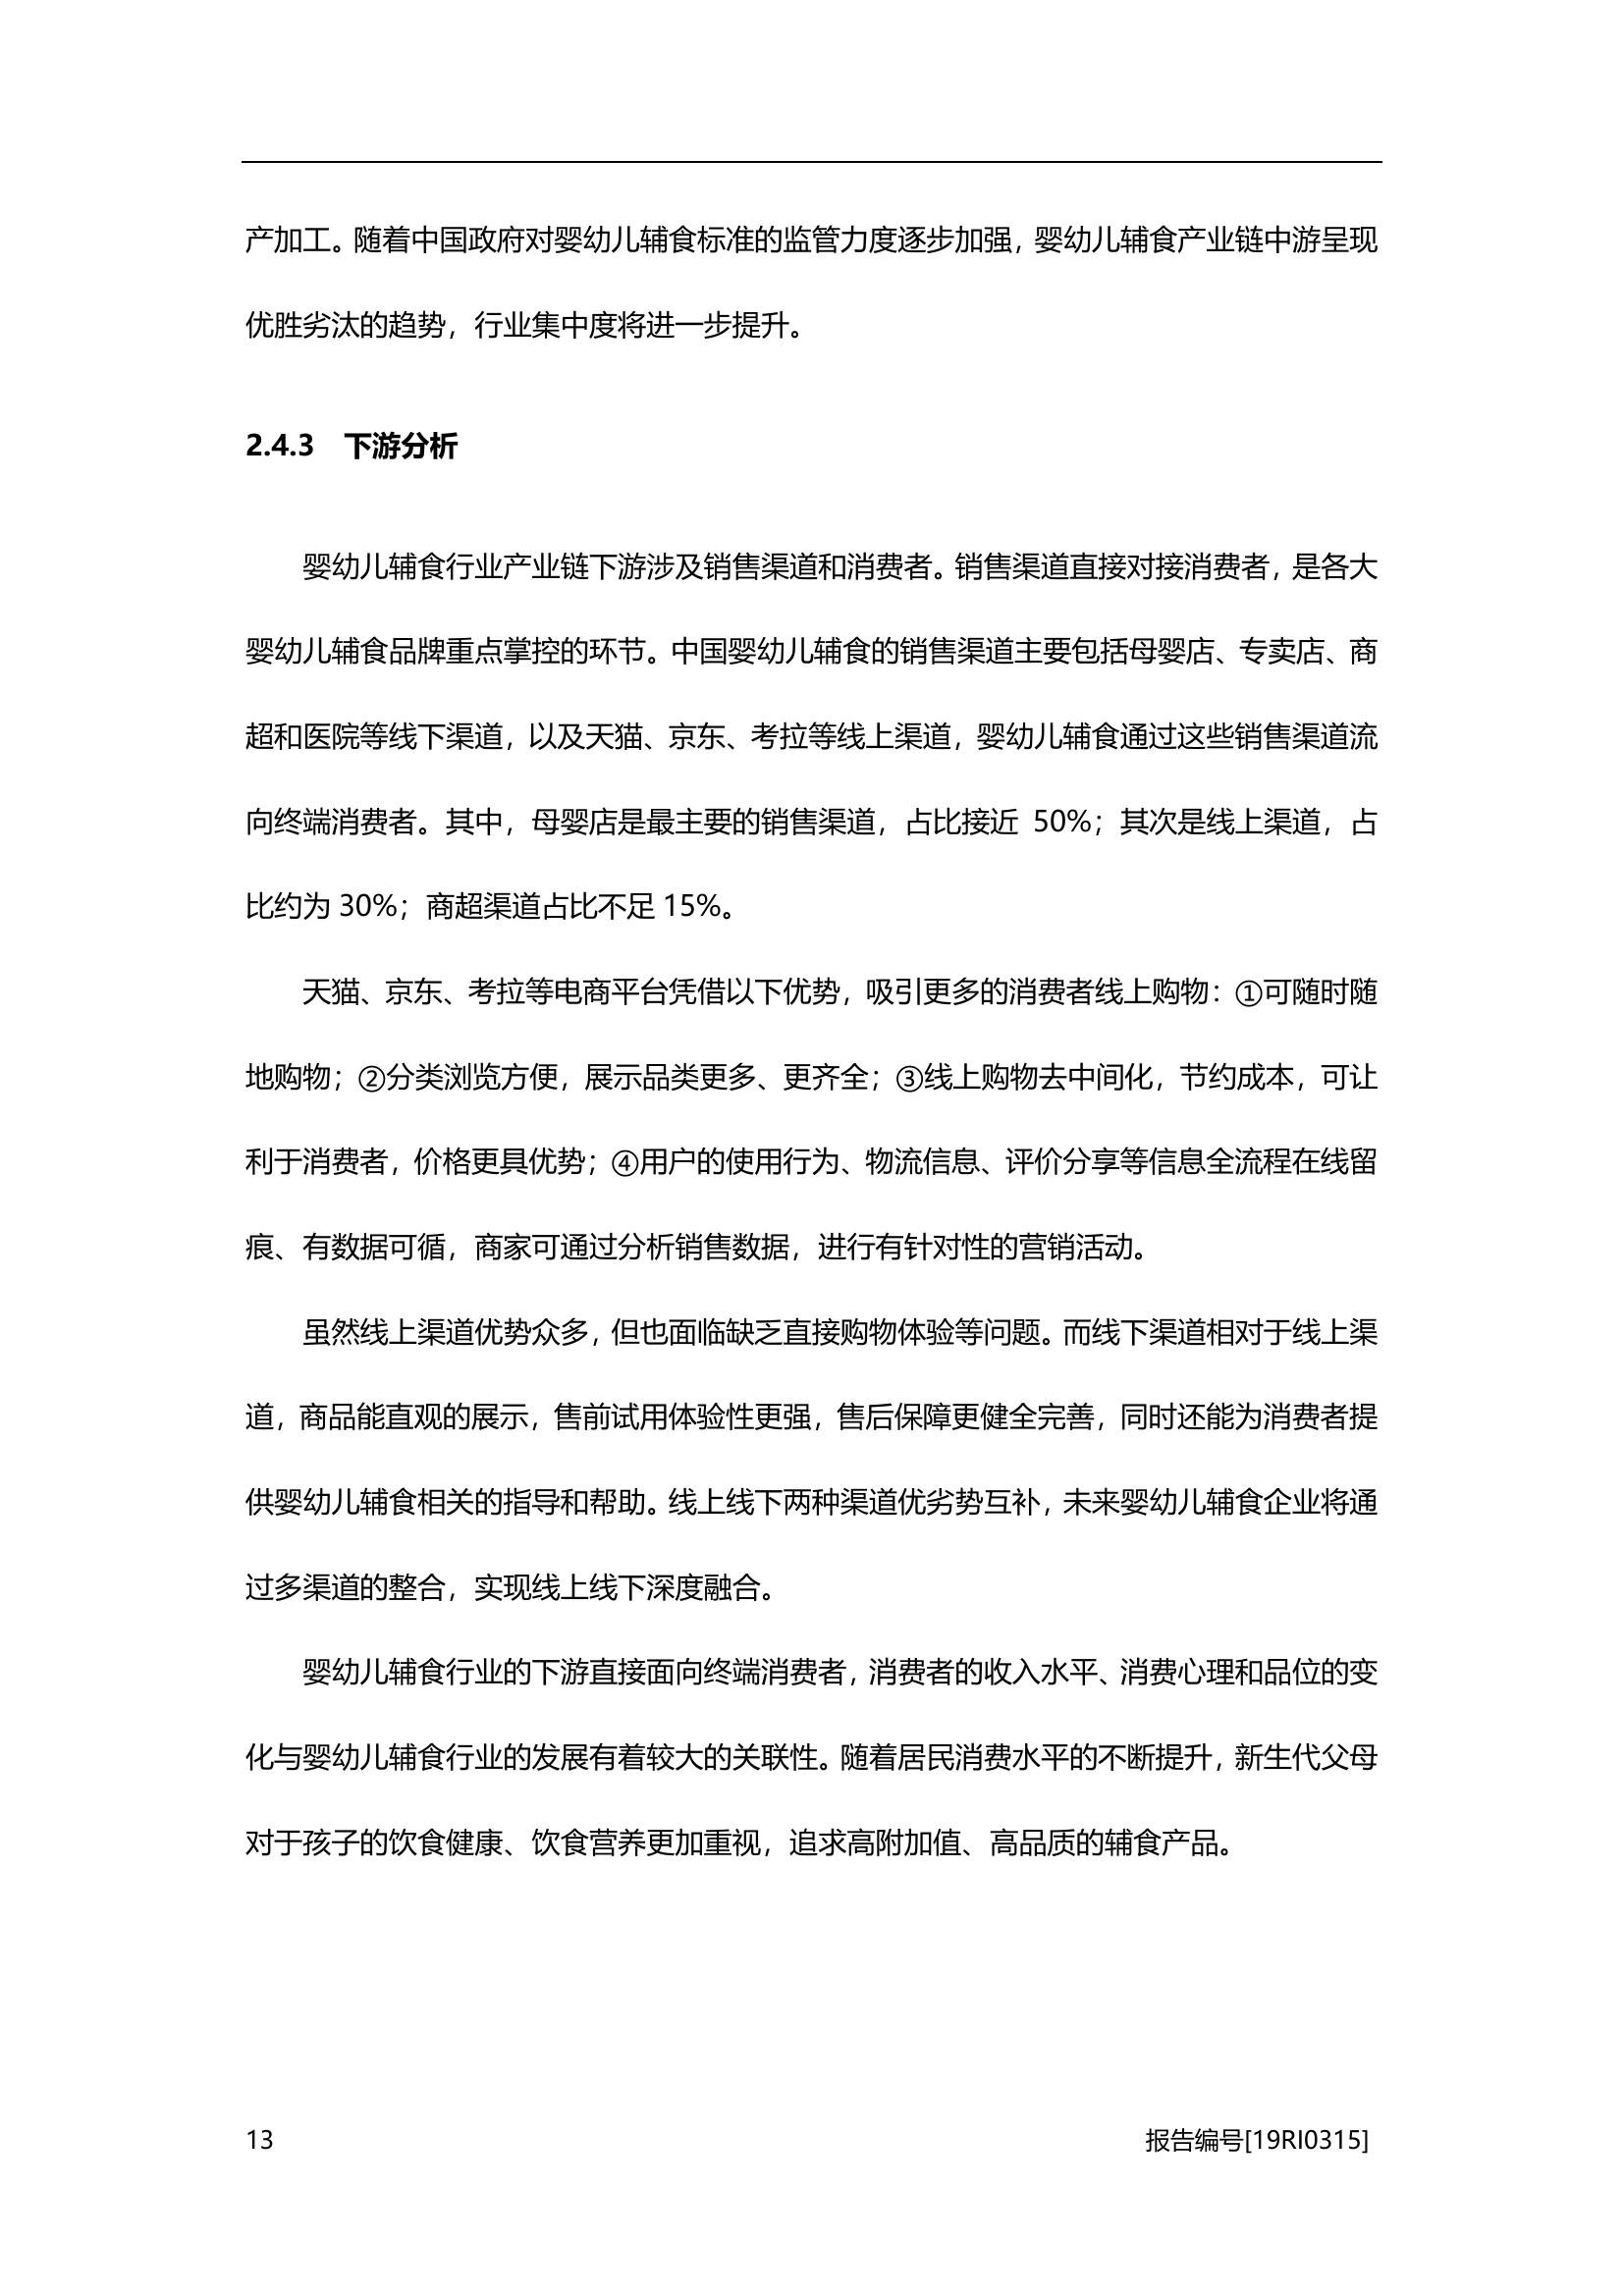 产加工。随着中国政府对婴幼儿辅食标准的监管力度逐步加强，婴幼儿辅食产业链中游呈现
优胜劣汰的趋势，行业集中度将进一步提升。
2.4.3 下游分析
婴幼儿辅食行业产业链下游涉及销售渠道和消费者。销售渠道直接对接消费者，是各大
婴幼儿辅食品牌重点掌控的环节。中国婴幼儿辅食的销售渠道主要包括母婴店、专卖店、商
超和医院等线下渠道，以及天猫、京东、考拉等线上渠道，婴幼儿辅食通过这些销售渠道流
向终端消费者。其中，母婴店是最主要的销售渠道，占比接近 50%；其次是线上渠道，占
比约为 30%；商超渠道占比不足 15%。
天猫、京东、考拉等电商平台凭借以下优势，吸引更多的消费者线上购物：①可随时随
地购物；②分类浏览方便，展示品类更多、更齐全；③线上购物去中间化，节约成本，可让
利于消费者，价格更具优势；④用户的使用行为、物流信息、评价分享等信息全流程在线留
痕、有数据可循，商家可通过分析销售数据，进行有针对性的营销活动。
虽然线上渠道优势众多，但也面临缺乏直接购物体验等问题。而线下渠道相对于线上渠
道，商品能直观的展示，售前试用体验性更强，售后保障更健全完善，同时还能为消费者提
供婴幼儿辅食相关的指导和帮助。线上线下两种渠道优劣势互补，未来婴幼儿辅食企业将通
过多渠道的整合，实现线上线下深度融合。
婴幼儿辅食行业的下游直接面向终端消费者，消费者的收入水平、消费心理和品位的变
化与婴幼儿辅食行业的发展有着较大的关联性。随着居民消费水平的不断提升，新生代父母
对于孩子的饮食健康、饮食营养更加重视，追求高附加值、高品质的辅食产品。
13 报告编号[19RI0315]